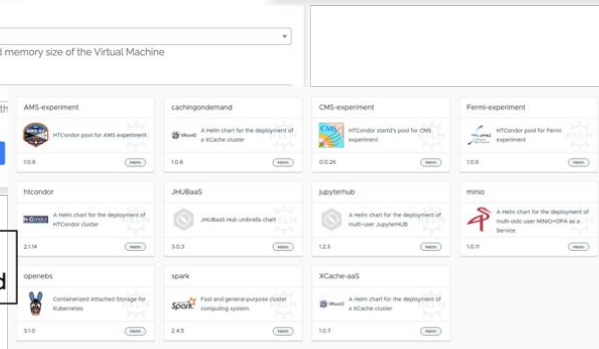 d memory size of the Virtual Machine
th
AMS-experiment
HTCondor pool for AMS experiment
1.0.6
Helm
cachingondemand
A Helm chart for the deployment of
a XCache cluster
1.0.6
Helm
CMS-experiment
CMS
HTCondor startd's pool for CMS
experiment
0.0.26
Helm
Fermi-experiment
HTCondor pool for Fermi
experiment
1.0.6
Helm
htcondor
A Helm chart for the deployment of
HTCondor cluster
2.1.14
Helm
JHUBaaS
JHUBaaS Hub umbrella chart
3.0.3
Helm
jupyterhub
A Helm chart for the deployment of
multi-user JupyterHUB
1.2.3
Helm
minio
A Helm chart for the deployment of
multi-oidc-user MINIO+OPA as a
Service
1.0.11
Helm
d
openebs
Containerized Attached Storage for
Kubernetes
3.1.0
Helm
spark
Spark
Fast and general-purpose cluster
computing system
2.4.5
Helm
XCache-aaS
A Helm chart for the deployment of
a XCache cluster
1.0.7
Helm